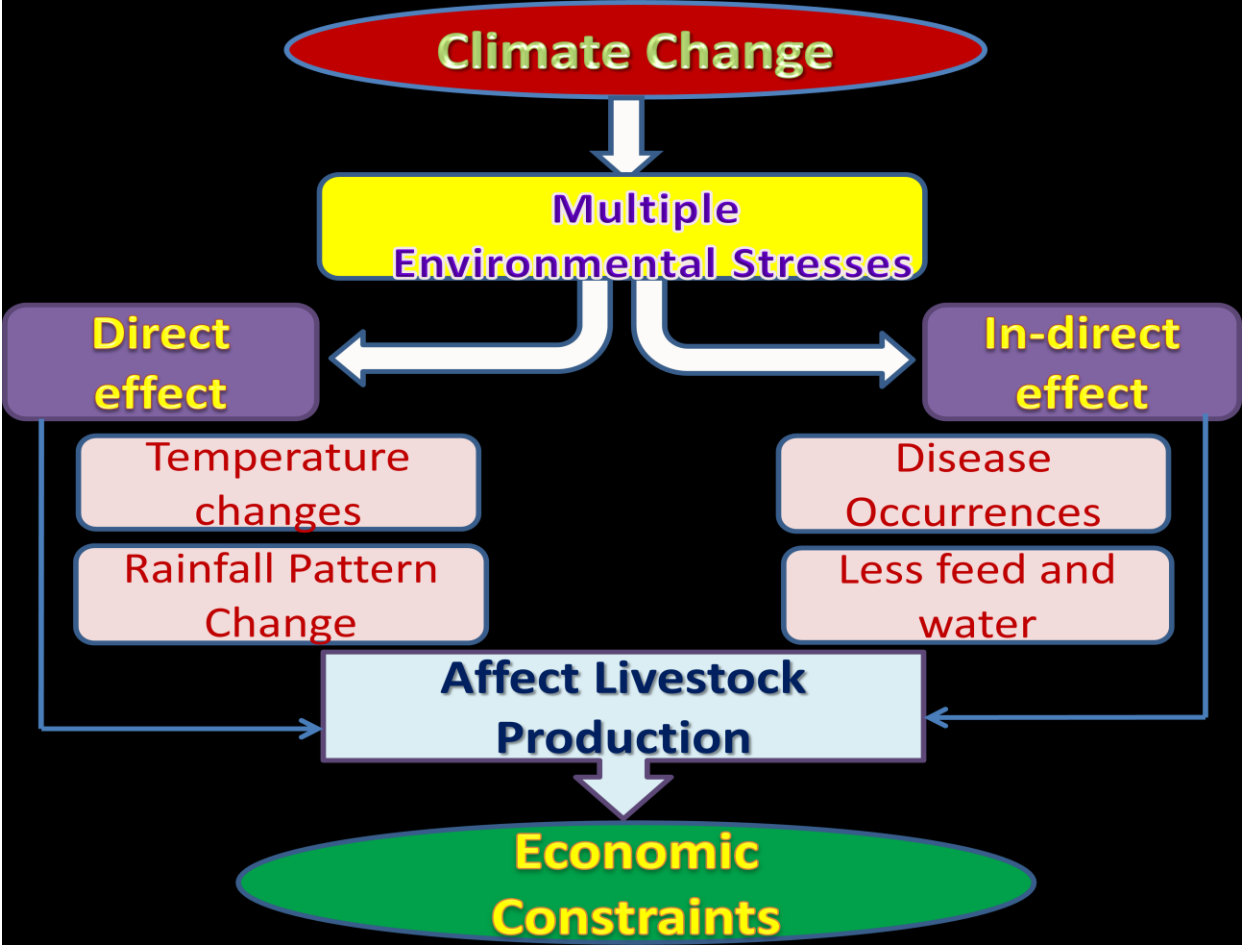 Climate Change
Multiple
Environmental Stresses
Direct
effect
In-direct
effect
Temperature
changes
Rainfall Pattern
Change
Disease
Occurrences
Less feed and
water
Affect Livestock
Production
Economic
Constraints